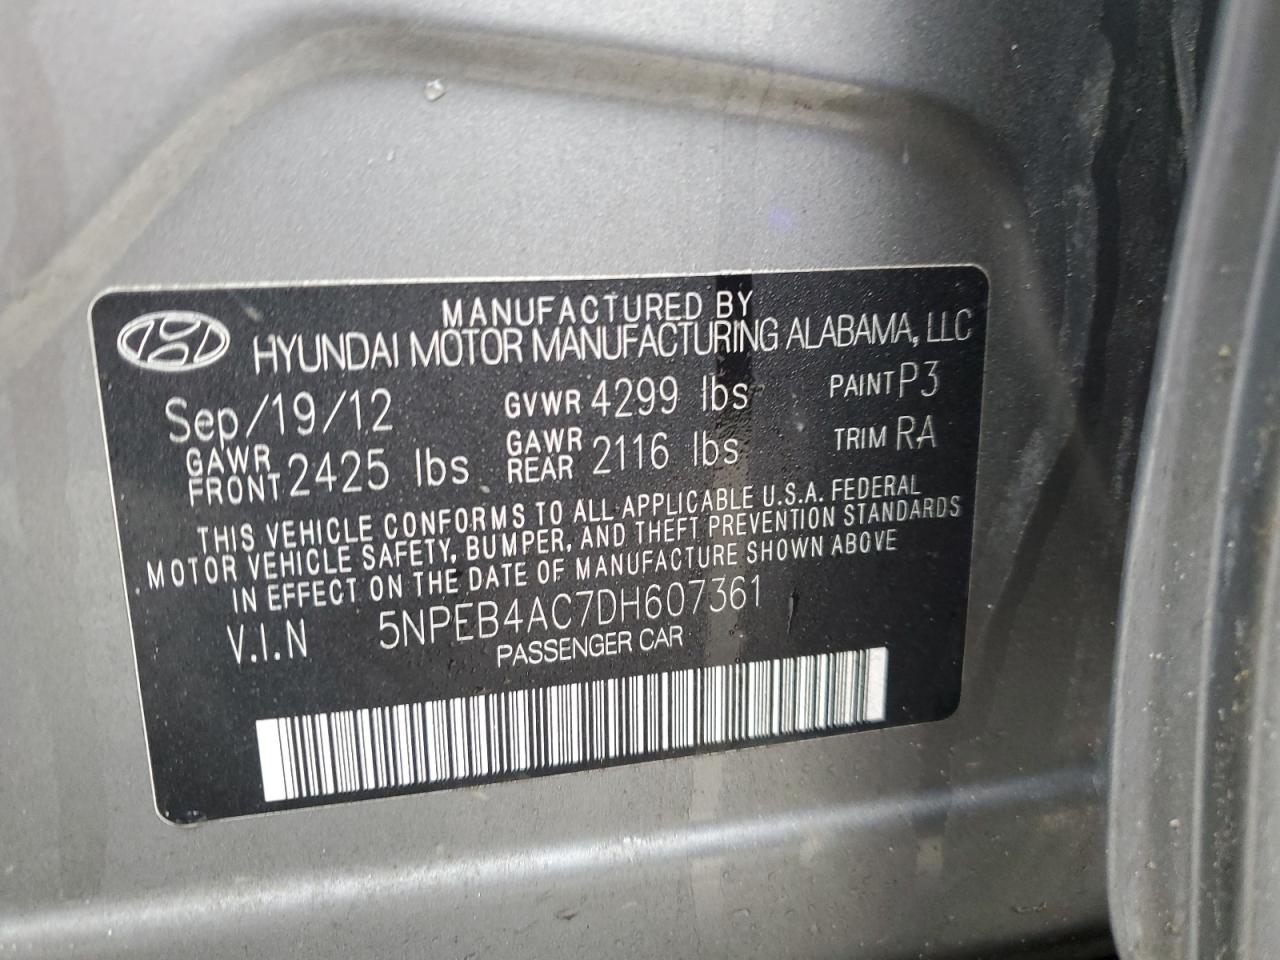 MANUFACTURED BY
HYUNDAI MOTOR MANUFACTURING ALABAMA, LLC
Sep/19/12 GVWR 4299 lbs PAINT P3
GAWR FRONT 2425 lbs GAWR REAR 2116 lbs TRIM RA
THIS VEHICLE CONFORMS TO ALL APPLICABLE U.S.A. FEDERAL
MOTOR VEHICLE SAFETY, BUMPER, AND THEFT PREVENTION STANDARDS
IN EFFECT ON THE DATE OF MANUFACTURE SHOWN ABOVE
V.I.N 5NPEB4AC7DH607361
PASSENGER CAR